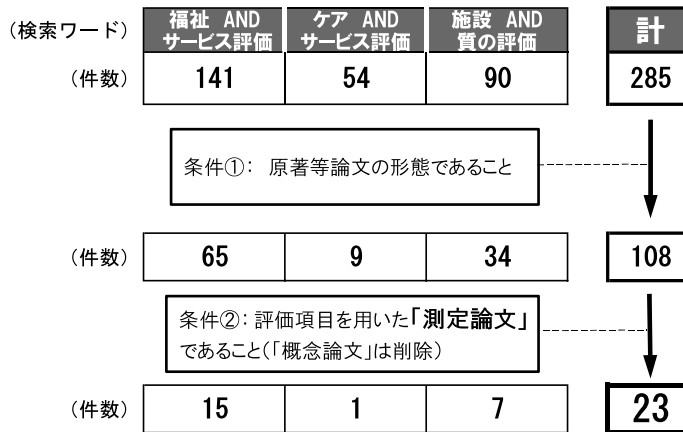 (検索ワード) 福祉 AND サービス評価 ケア AND サービス評価 施設 AND 質の評価 計
(件数) 141 54 90 285
条件①: 原著等論文の形態であること
(件数) 65 9 34 108
条件②:評価項目を用いた「測定論文」
であること(「概念論文」は削除)
(件数) 15 1 7 23